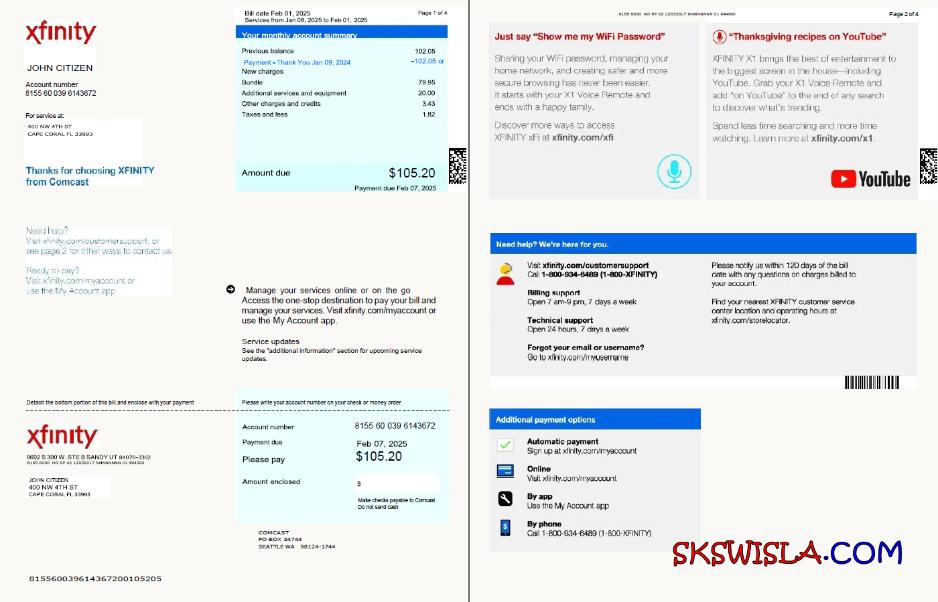 xfinity
Bill date Feb 01, 2025
Services from Jan 08, 2025 to Feb 01, 2025
Page 1 of 4
Your monthly account summary
Previous balance 102.05
Payment - Thank You Jan 09, 2024 -102.05 cr
New charges
Bundle 79.95
Additional services and equipment 20.00
Other charges and credits 3.43
Taxes and fees 1.82
Amount due $105.20
Payment due Feb 07, 2025
JOHN CITIZEN
Account number
8155 60 039 6143672
For service at:
400 NW 4TH ST
CAPE CORAL FL 33993
Thanks for choosing XFINITY
from Comcast
Need help?
Visit xfinity.com/customersupport, or
see page 2 for other ways to contact us
Ready to pay?
Visit xfinity.com/myaccount or
use the My Account app
Manage your services online or on the go
Access the one-stop destination to pay your bill and
manage your services. Visit xfinity.com/myaccount or
use the My Account app.
Service updates
See the "additional information" section for upcoming service
updates.
Detach the bottom portion of this bill and enclose with your payment
Please write your account number on your check or money order
xfinity
9602 S 300 W. STE B SANDY UT 84070-3302
8155 6000 NO RP 02 12032017 NNNNNNNN 01 994560
JOHN CITIZEN
400 NW 4TH ST
CAPE CORAL FL 33993
Account number 8155 60 039 6143672
Payment due Feb 07, 2025
Please pay $105.20
Amount enclosed $
Make checks payable to Comcast
Do not send cash
COMCAST
PO BOX 34744
SEATTLE WA 98124-1744
815560039614367200105205
8155 6000 NO RP 02 12032017 NNNNNNNN 01 994560
Page 2 of 4
Just say “Show me my WiFi Password”
Sharing your WiFi password, managing your
home network, and creating safer and more
secure browsing has never been easier.
It starts with your X1 Voice Remote and
ends with a happy family.
Discover more ways to access
XFINITY xFi at xfinity.com/xfi
“Thanksgiving recipes on YouTube”
XFINITY X1 brings the best of entertainment to
the biggest screen in the house—including
YouTube. Grab your X1 Voice Remote and
add “on YouTube” to the end of any search
to discover what’s trending.
Spend less time searching and more time
watching. Learn more at xfinity.com/x1.
YouTube
Need help? We're here for you.
Visit xfinity.com/customersupport
Call 1-800-934-6489 (1-800-XFINITY)
Billing support
Open 7 am-9 pm, 7 days a week
Technical support
Open 24 hours, 7 days a week
Forgot your email or username?
Go to xfinity.com/myusername
Please notify us within 120 days of the bill
date with any questions on charges billed to
your account.
Find your nearest XFINITY customer service
center location and operating hours at
xfinity.com/storelocator.
Additional payment options
Automatic payment
Sign up at xfinity.com/myaccount
Online
Visit xfinity.com/myaccount
By app
Use the My Account app
By phone
Call 1-800-934-6489 (1-800-XFINITY)
SKSWISLA.COM